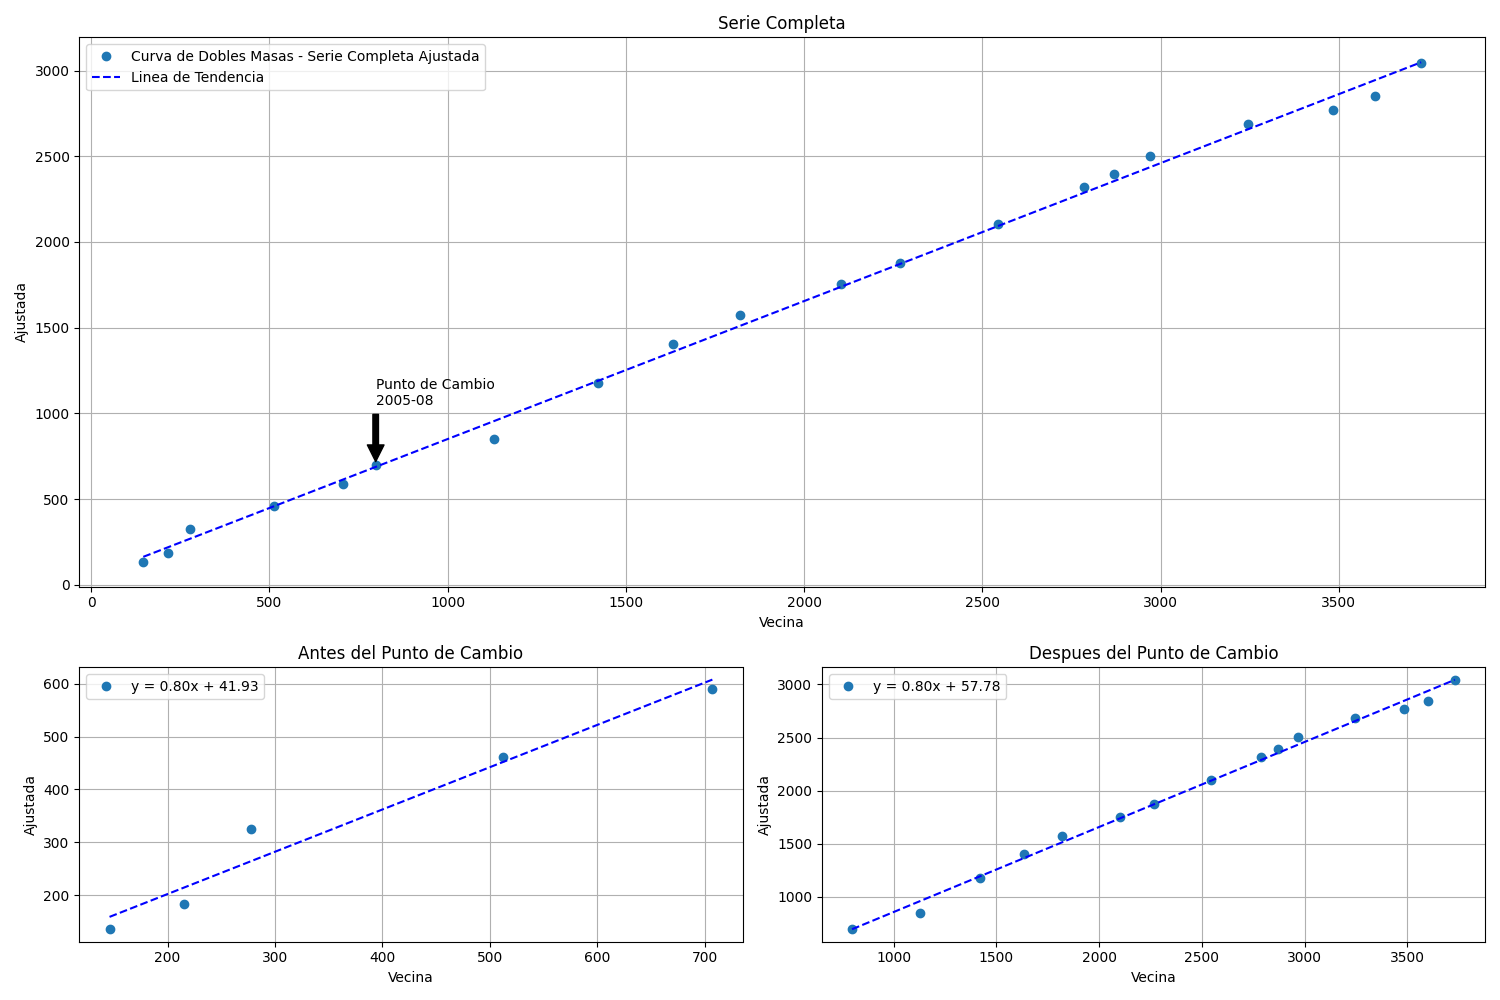 Serie Completa
Curva de Dobles Masas - Serie Completa Ajustada
Linea de Tendencia
3000
2500
2000
1500
1000
500
0
Ajustada
Punto de Cambio
2005-08
0 500 1000 1500 2000 2500 3000 3500
Vecina
Antes del Punto de Cambio
y = 0.80x + 41.93
600
500
400
300
200
Ajustada
200 300 400 500 600 700
Vecina
Despues del Punto de Cambio
y = 0.80x + 57.78
3000
2500
2000
1500
1000
Ajustada
1000 1500 2000 2500 3000 3500
Vecina